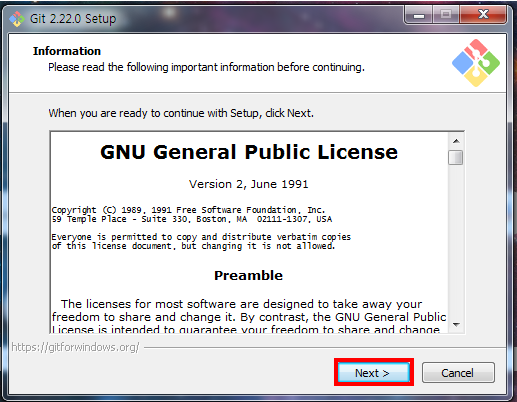 Git 2.22.0 Setup
Information
Please read the following important information before continuing.
When you are ready to continue with Setup, click Next.
GNU General Public License
Version 2, June 1991
Copyright (C) 1989, 1991 Free Software Foundation, Inc.
59 Temple Place - Suite 330, Boston, MA  02111-1307, USA
Everyone is permitted to copy and distribute verbatim copies
of this license document, but changing it is not allowed.
Preamble
The licenses for most software are designed to take away your
freedom to share and change it. By contrast, the GNU General Public
License is intended to guarantee your freedom to share and change
https://gitforwindows.org/
Next >
Cancel